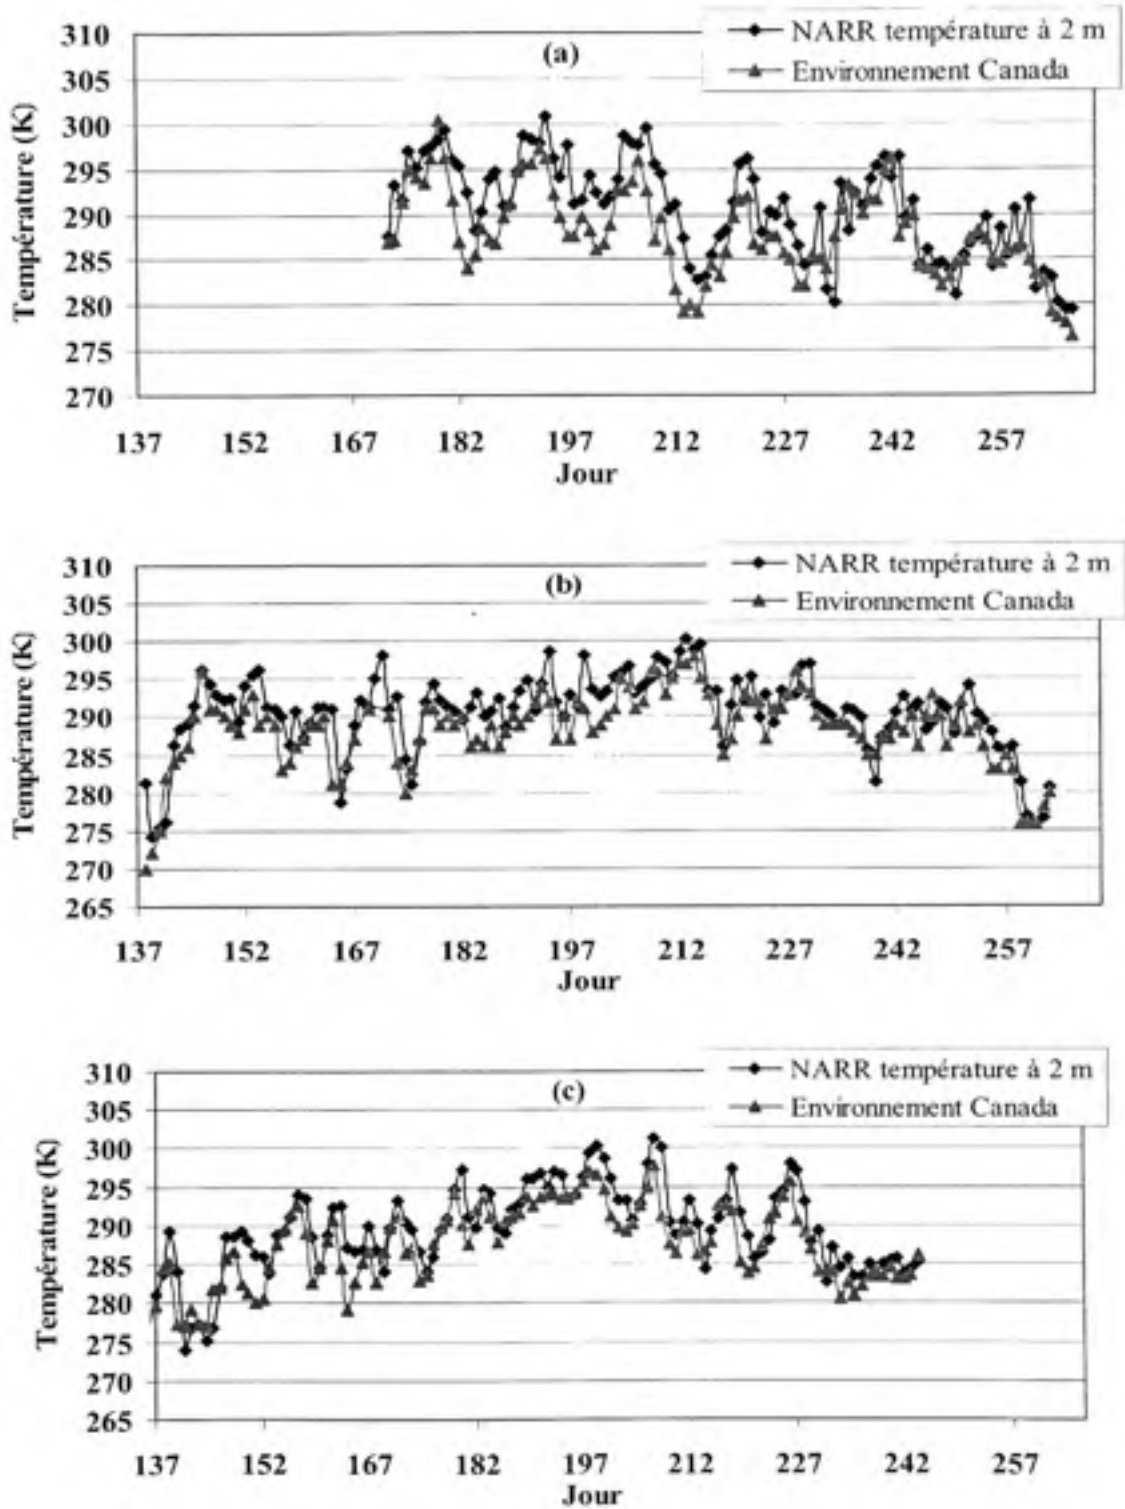 (a)
NARR température à 2 m
Environnement Canada
Température (K)
310
305
300
295
290
285
280
275
270
137 152 167 182 197 212 227 242 257
Jour
(b)
NARR température à 2 m
Environnement Canada
Température (K)
310
305
300
295
290
285
280
275
270
265
137 152 167 182 197 212 227 242 257
Jour
(c)
NARR température à 2 m
Environnement Canada
Température (K)
310
305
300
295
290
285
280
275
270
265
137 152 167 182 197 212 227 242 257
Jour